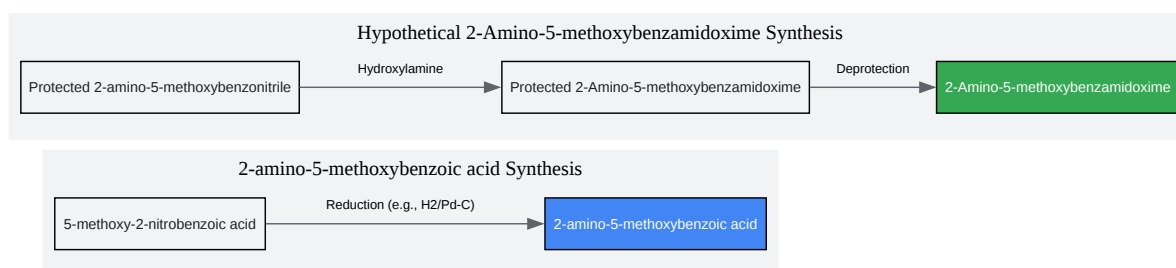 Hypothetical 2-Amino-5-methoxybenzamidoxime Synthesis
Protected 2-amino-5-methoxybenzonitrile
Hydroxylamine
Protected 2-Amino-5-methoxybenzamidoxime
Deprotection
2-Amino-5-methoxybenzamidoxime
2-amino-5-methoxybenzoic acid Synthesis
5-methoxy-2-nitrobenzoic acid
Reduction (e.g., H2/Pd-C)
2-amino-5-methoxybenzoic acid